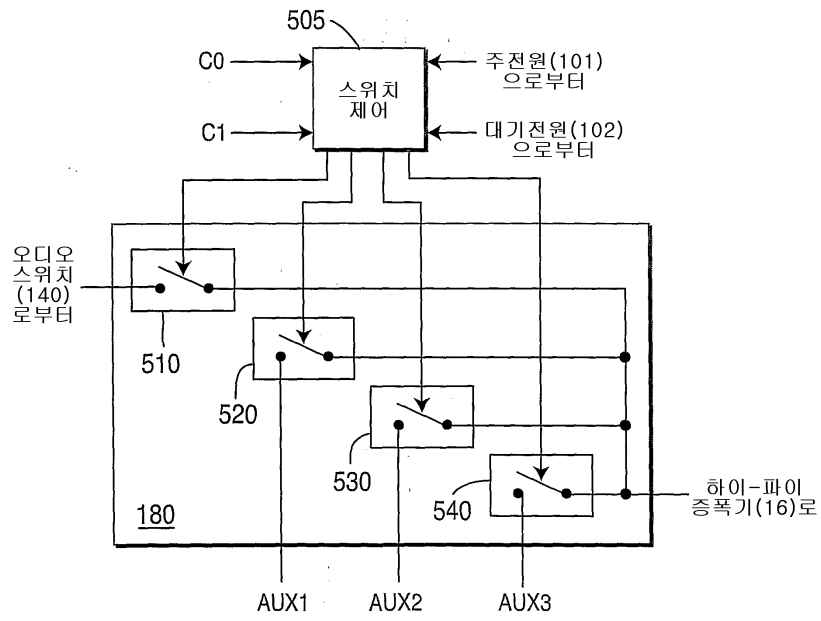 505
C0
C1
스위치
제어
주전원(101)
으로부터
대기전원(102)
으로부터
오디오
스위치
(140)
로부터
510
520
530
540
180
하이-파이
증폭기(16)로
AUX1
AUX2
AUX3